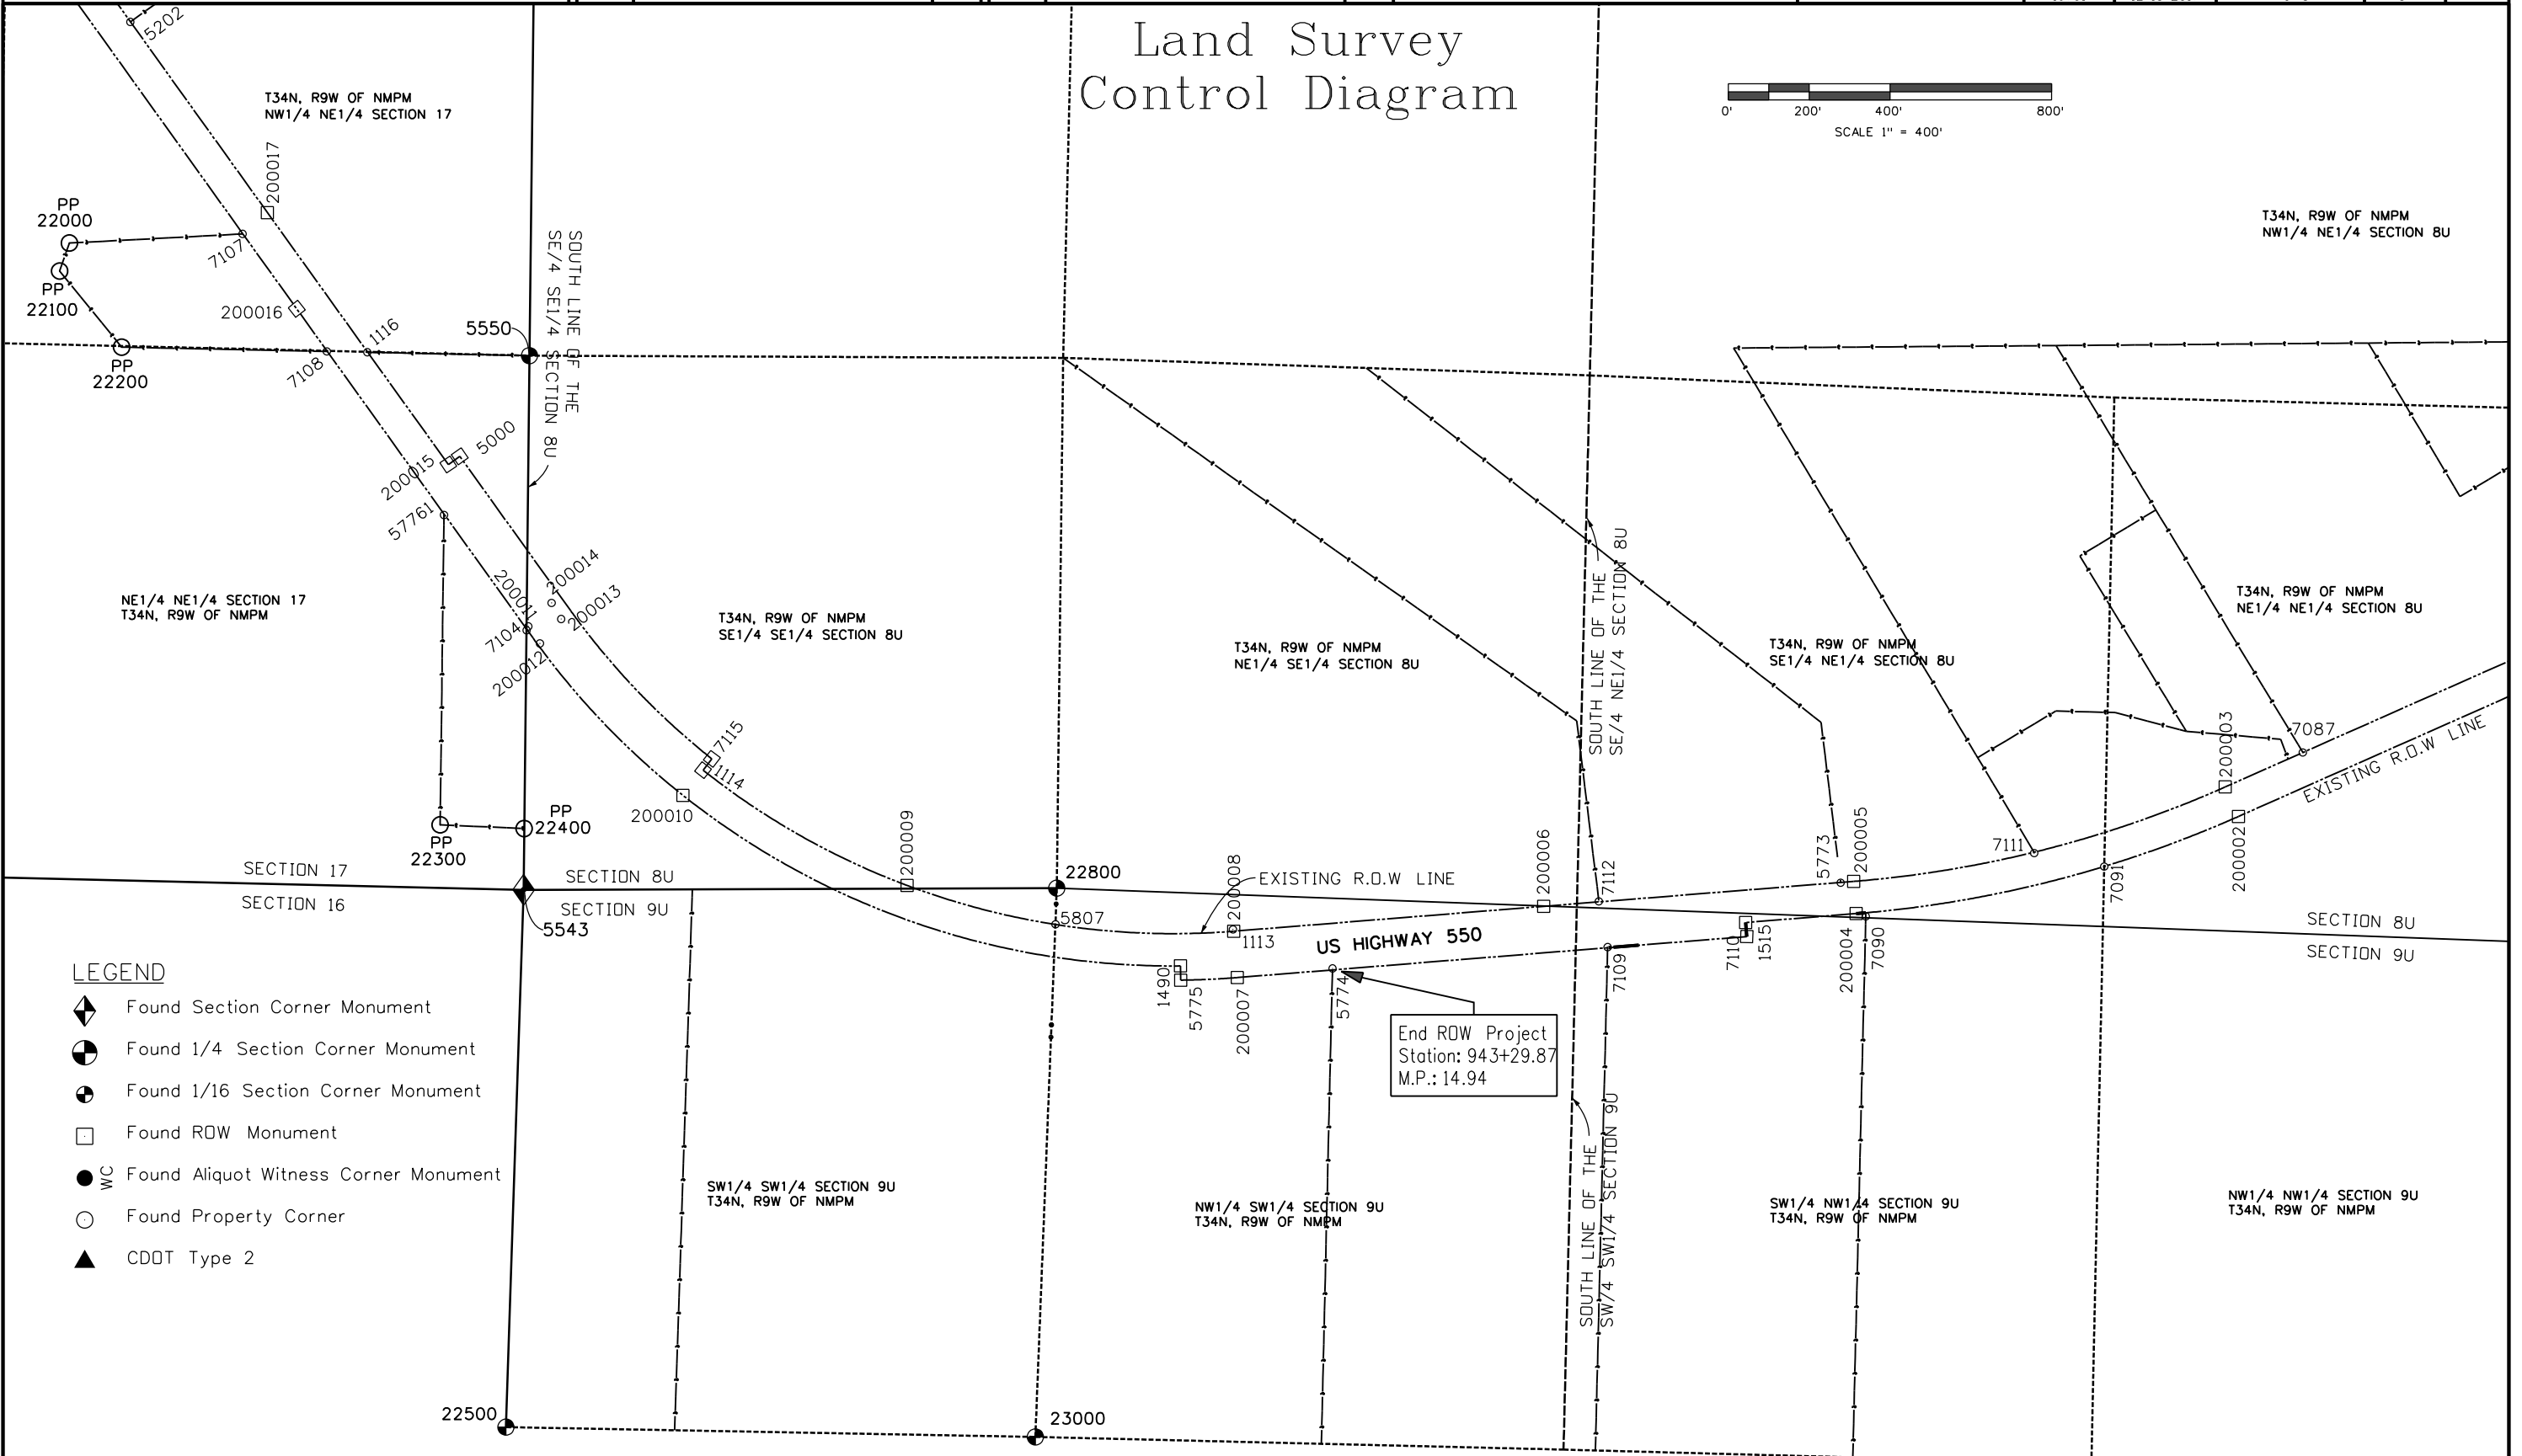 Land Survey
Control Diagram
0' 200' 400' 800'
SCALE 1" = 400'
5202
T34N, R9W OF NMPM
NW1/4 NE1/4 SECTION 17
200017
PP
22000
7107
PP
22100
200016
1116
5550
PP
22200
7108
SOUTH LINE OF THE
SE/4 SE1/4 SECTION 8U
T34N, R9W OF NMPM
NW1/4 NE1/4 SECTION 8U
5000
200015
57761
200014
200011
200013
7104
200012
NE1/4 NE1/4 SECTION 17
T34N, R9W OF NMPM
T34N, R9W OF NMPM
SE1/4 SE1/4 SECTION 8U
T34N, R9W OF NMPM
NE1/4 SE1/4 SECTION 8U
SOUTH LINE OF THE
SE/4 NE1/4 SECTION 8U
T34N, R9W OF NMPM
SE1/4 NE1/4 SECTION 8U
T34N, R9W OF NMPM
NE1/4 NE1/4 SECTION 8U
7115
1114
200010
200009
PP
22400
PP
22300
200003
7087
EXISTING R.O.W LINE
200002
7111
7091
5773
200005
200006
7112
200008
EXISTING R.O.W LINE
22800
5807
1113
SECTION 17
SECTION 16
SECTION 8U
SECTION 9U
5543
US HIGHWAY 550
1490
5775
200007
5774
7109
7110
1515
200004
7090
SECTION 8U
SECTION 9U
End ROW Project
Station: 943+29.87
M.P.: 14.94
LEGEND
Found Section Corner Monument
Found 1/4 Section Corner Monument
Found 1/16 Section Corner Monument
Found ROW Monument
WC Found Aliquot Witness Corner Monument
Found Property Corner
CDOT Type 2
SW1/4 SW1/4 SECTION 9U
T34N, R9W OF NMPM
NW1/4 SW1/4 SECTION 9U
T34N, R9W OF NMPM
SOUTH LINE OF THE
SW/4 SW1/4 SECTION 9U
SW1/4 NW1/4 SECTION 9U
T34N, R9W OF NMPM
NW1/4 NW1/4 SECTION 9U
T34N, R9W OF NMPM
22500
23000